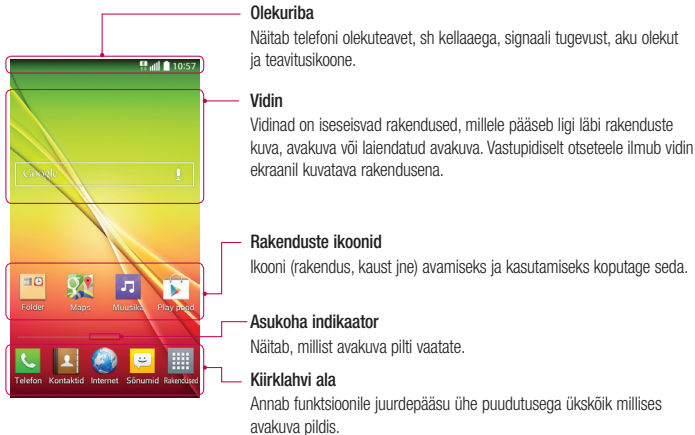 Olekuriba
Näitab telefoni olekuteavet, sh kellaaega, signaali tugevust, aku olekut
ja teavitusikoone.
10:57
Vidin
Vidinad on iseseisvad rakendused, millele pääseb ligi läbi rakenduste
kuva, avakuva või laiendatud avakuva. Vastupidiselt otseteele ilmub vidin
ekraanil kuvatava rakendusena.
Google
Rakenduste ikoonid
Ikooni (rakendus, kaust jne) avamiseks ja kasutamiseks koputage seda.
Folder Maps Muusika Play pood
Asukoha indikaator
Näitab, millist avakuva pilti vaatate.
Telefon Kontaktid Internet Sõnumid Rakendused
Kiirklahvi ala
Annab funktsioonile juurdepääsu ühe puudutusega ükskõik millises
avakuva pildis.